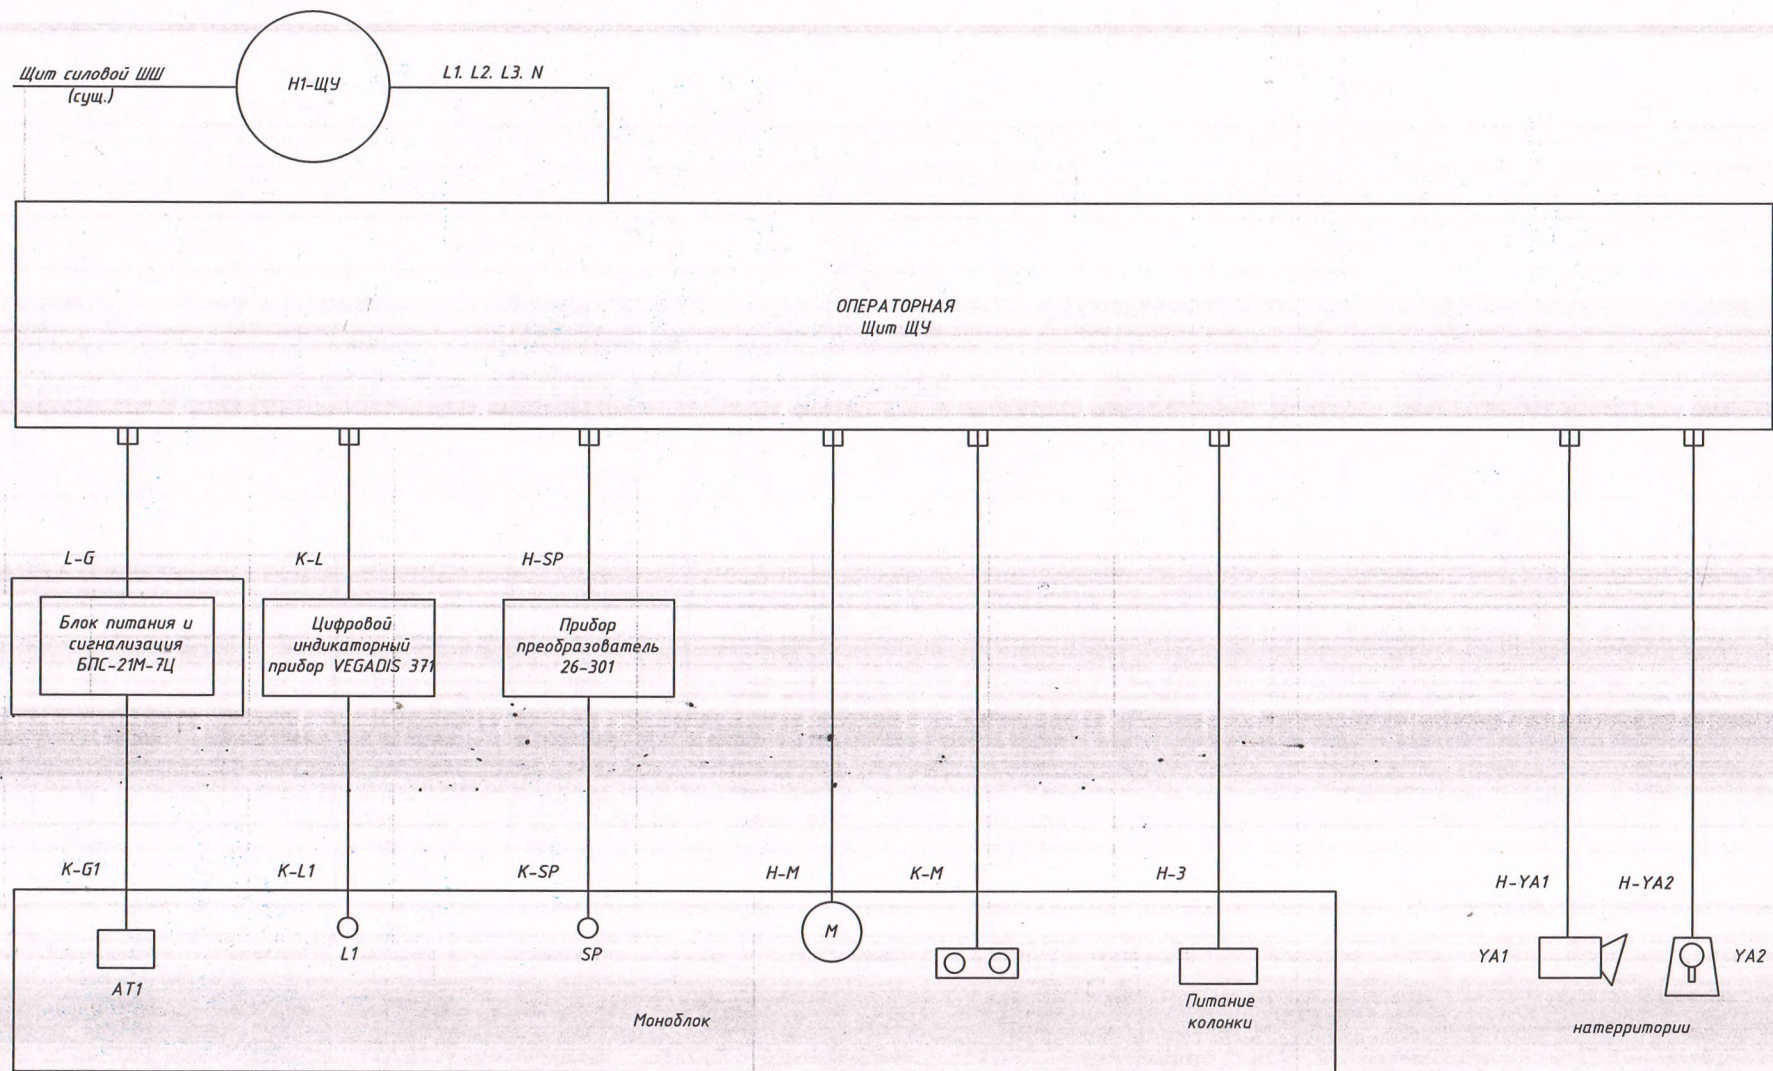 Щит силовой ШШ
(сущ.)
Н1-ЩУ
L1. L2. L3. N
ОПЕРАТОРНАЯ
Щит ЩУ
L-G
K-L
H-SP
Блок питания и
сигнализация
БПС-21М-7Ц
Цифровой
индикаторный
прибор VEGADIS 371
Прибор
преобразователь
26-301
K-G1
K-L1
K-SP
H-M
K-M
H-3
H-YA1
H-YA2
AT1
L1
SP
M
Питание
колонки
YA1
YA2
Моноблок
натерритории